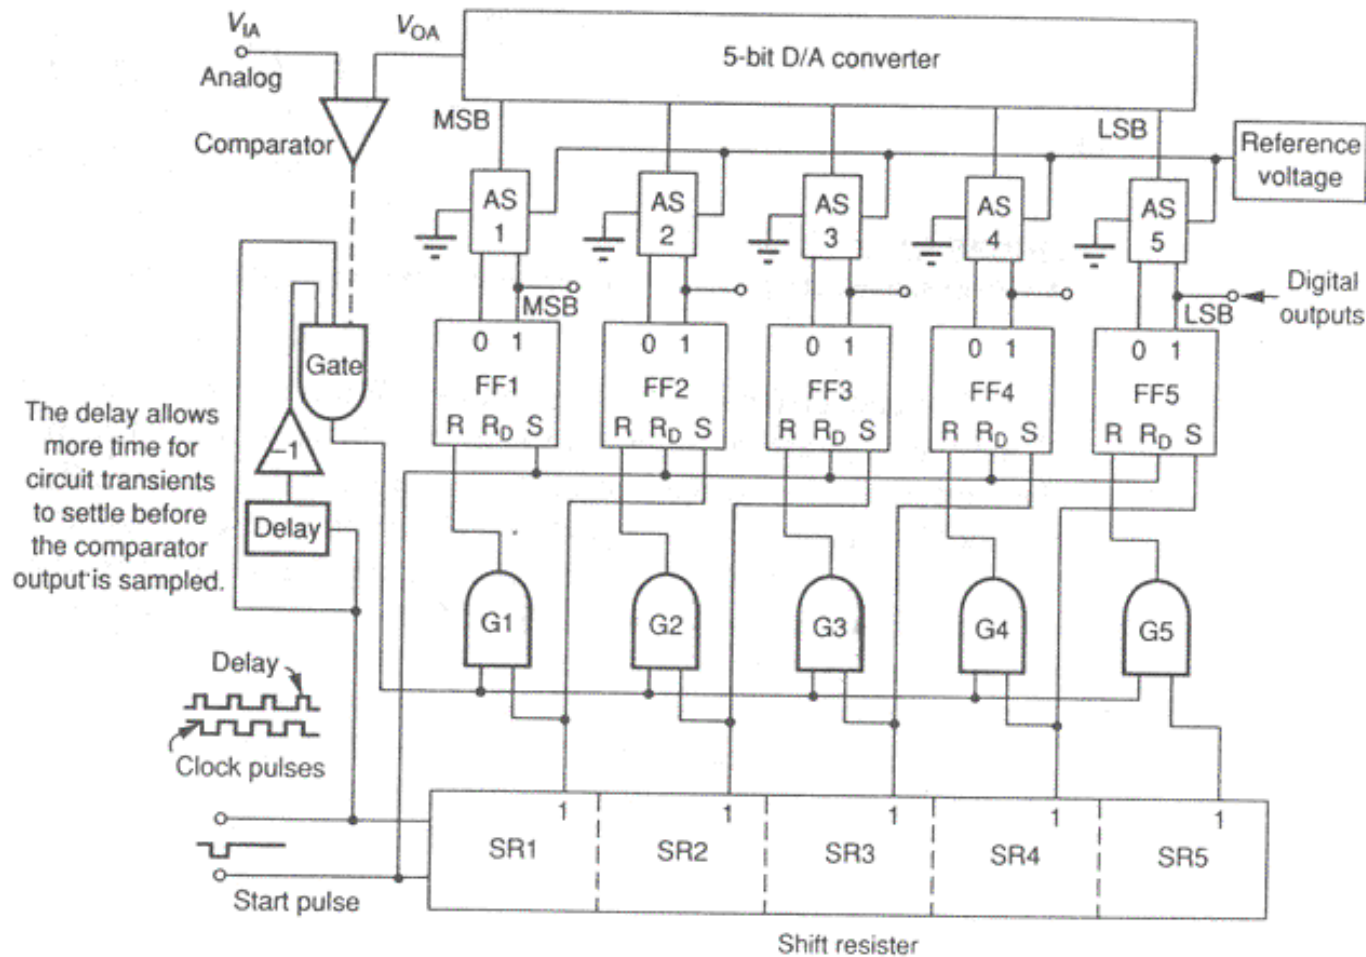 V_IA
V_OA
Analog
5-bit D/A converter
MSB
LSB
Comparator
Reference
voltage
AS
1
AS
2
AS
3
AS
4
AS
5
MSB
LSB
Digital
outputs
Gate
0 1
FF1
R R_D S
0 1
FF2
R R_D S
0 1
FF3
R R_D S
0 1
FF4
R R_D S
0 1
FF5
R R_D S
The delay allows
more time for
circuit transients
to settle before
the comparator
output is sampled.
−1
Delay
G1
G2
G3
G4
G5
Delay
Clock pulses
1
1
1
1
1
SR1
SR2
SR3
SR4
SR5
Start pulse
Shift resister